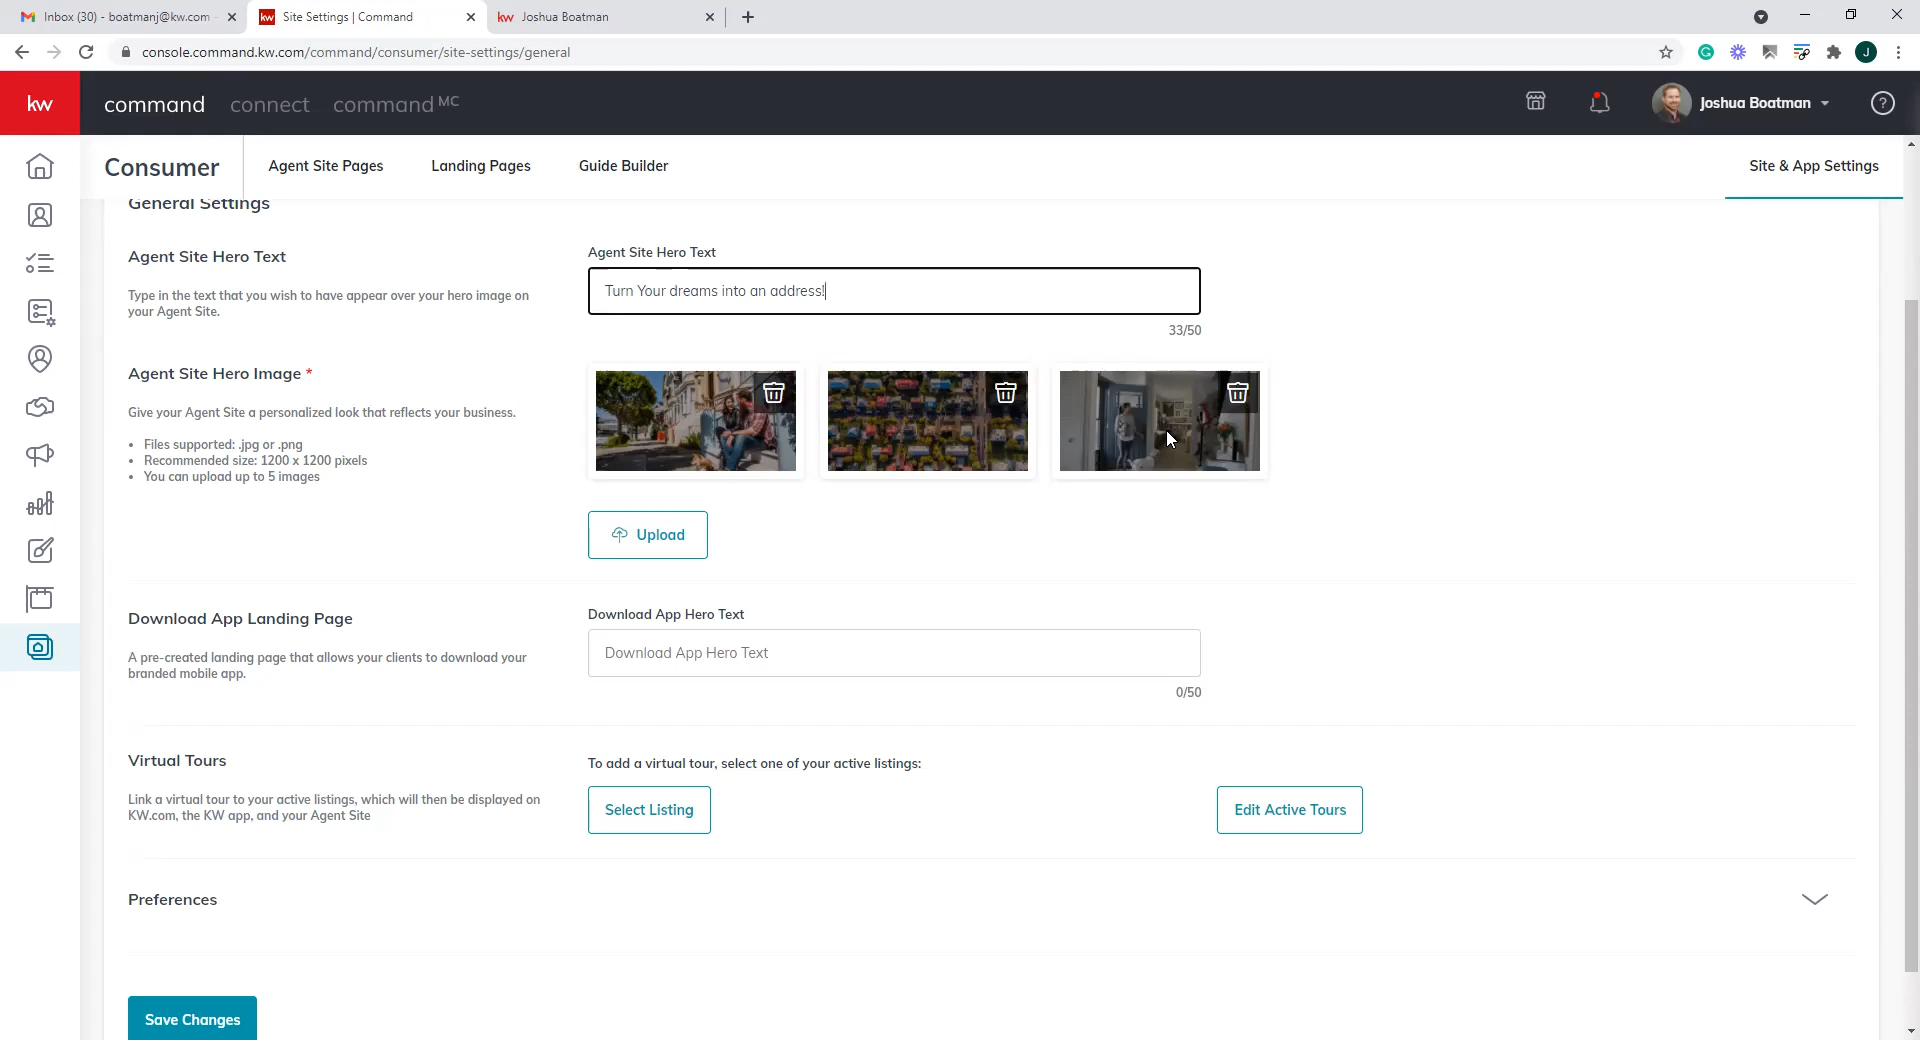 Inbox (30) - boatmanj@kw.com
Site Settings | Command
kw Joshua Boatman
console.command.kw.com/command/consumer/site-settings/general
J
kw
command connect command MC
Joshua Boatman
?
Consumer
Agent Site Pages
Landing Pages
Guide Builder
Site & App Settings
General Settings
Agent Site Hero Text
Type in the text that you wish to have appear over your hero image on
your Agent Site.
Agent Site Hero Text
Turn Your dreams into an address!
33/50
Agent Site Hero Image *
Give your Agent Site a personalized look that reflects your business.
• Files supported: .jpg or .png
• Recommended size: 1200 x 1200 pixels
• You can upload up to 5 images
Upload
Download App Landing Page
A pre-created landing page that allows your clients to download your
branded mobile app.
Download App Hero Text
Download App Hero Text
0/50
Virtual Tours
Link a virtual tour to your active listings, which will then be displayed on
KW.com, the KW app, and your Agent Site
To add a virtual tour, select one of your active listings:
Select Listing
Edit Active Tours
Preferences
Save Changes